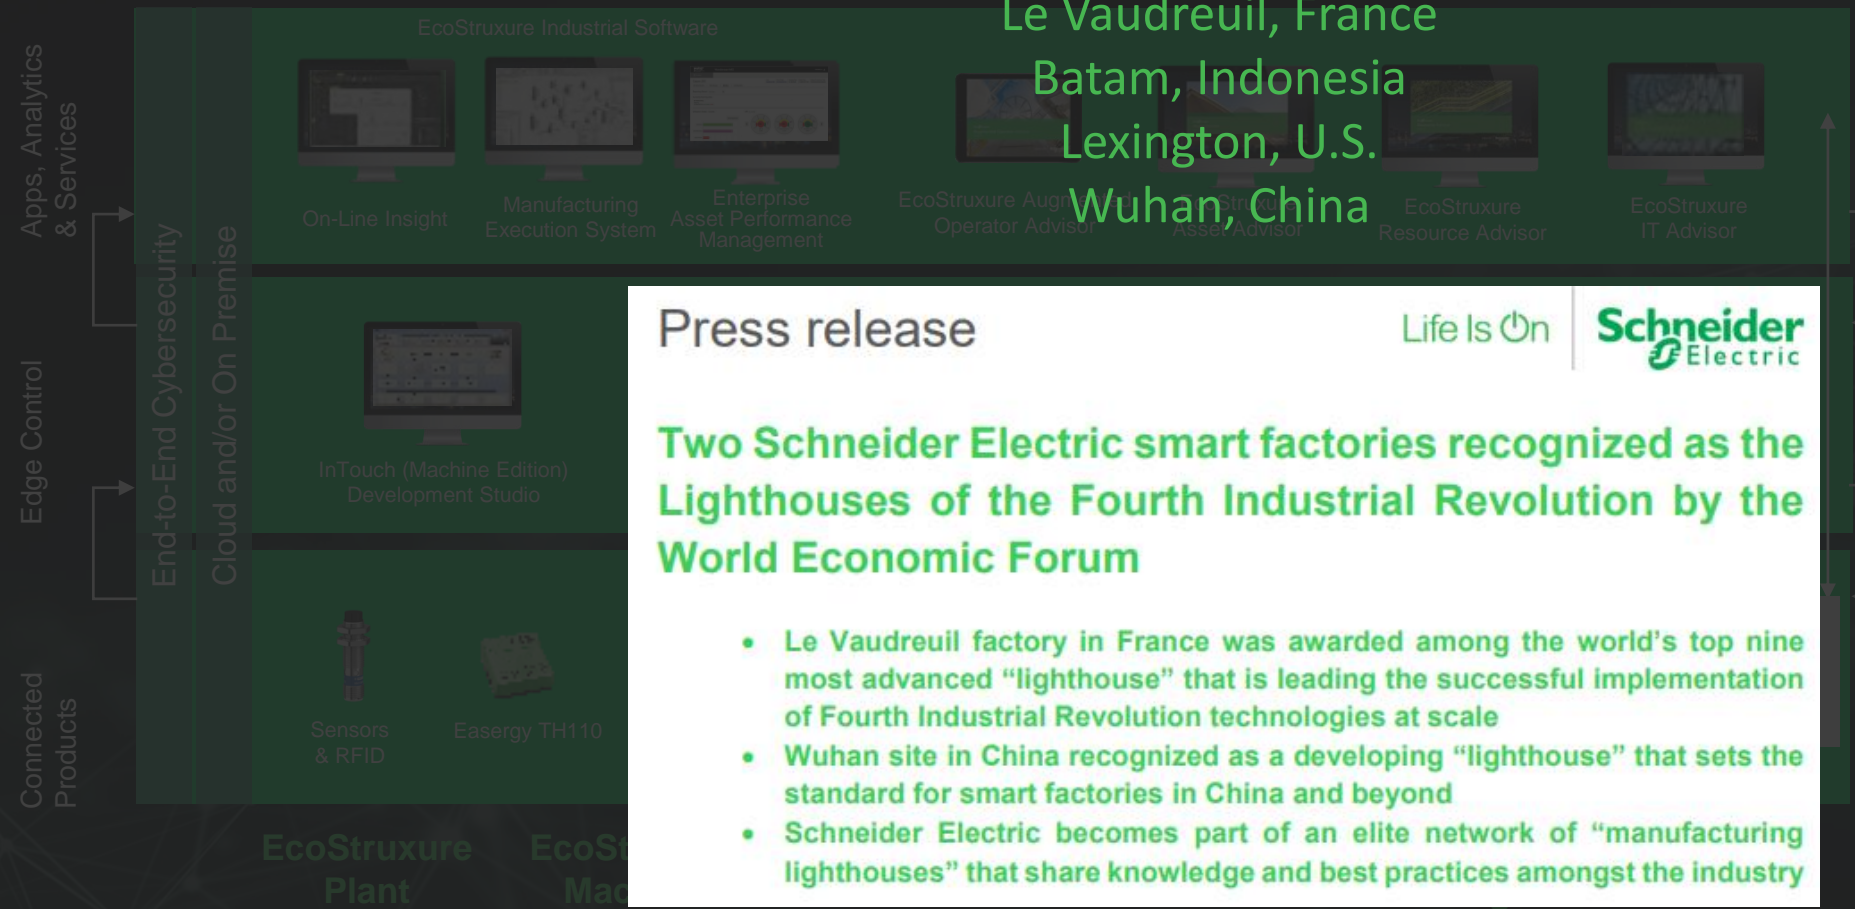 Le Vaudreuil, France
Batam, Indonesia
Lexington, U.S.
Wuhan, China
Apps, Analytics
& Services
Edge Control
Connected
Products
End-to-End Cybersecurity
Cloud and/or On Premise
EcoStruxure Industrial Software
On-Line Insight
Manufacturing
Execution System
Enterprise
Asset Performance
Management
EcoStruxure Augmented
Operator Advisor
EcoStruxure
Asset Advisor
EcoStruxure
Resource Advisor
EcoStruxure
IT Advisor
InTouch (Machine Edition)
Development Studio
Sensors
& RFID
Easergy TH110
EcoStruxure
Plant
Press release
Life Is On
Schneider
Electric
Two Schneider Electric smart factories recognized as the
Lighthouses of the Fourth Industrial Revolution by the
World Economic Forum
• Le Vaudreuil factory in France was awarded among the world's top nine
most advanced “lighthouse” that is leading the successful implementation
of Fourth Industrial Revolution technologies at scale
• Wuhan site in China recognized as a developing “lighthouse” that sets the
standard for smart factories in China and beyond
• Schneider Electric becomes part of an elite network of “manufacturing
lighthouses” that share knowledge and best practices amongst the industry